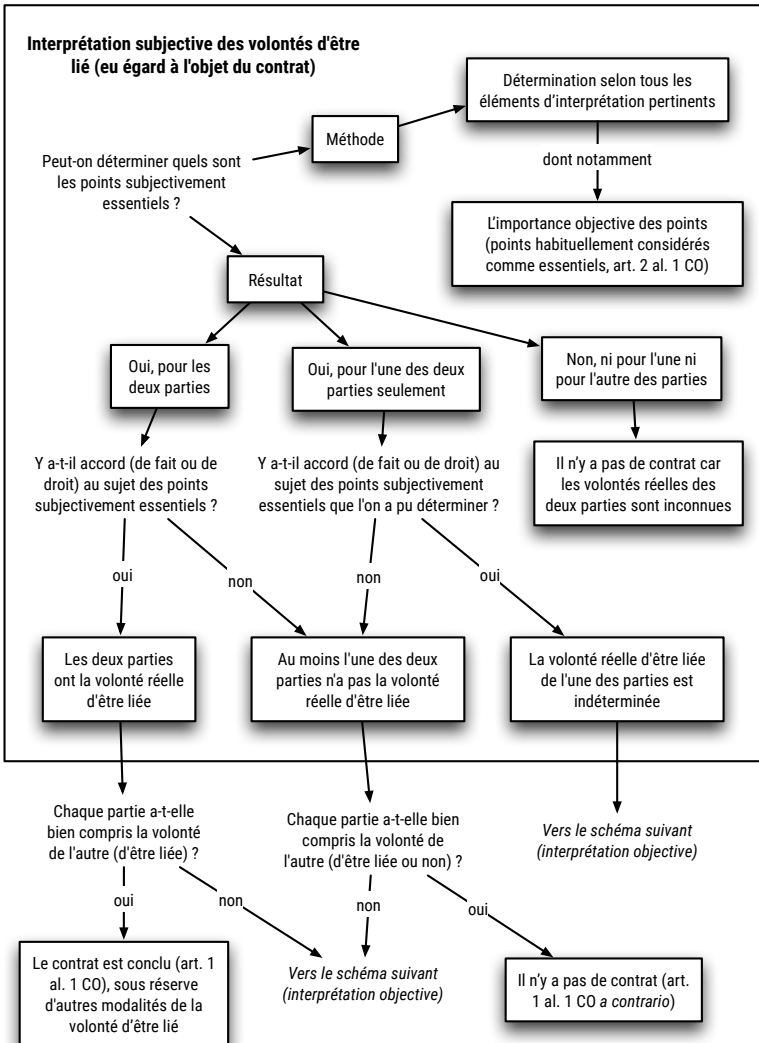 Interprétation subjective des volontés d'être
lié (eu égard à l'objet du contrat)
Détermination selon tous les
éléments d'interprétation pertinents
Méthode
Peut-on déterminer quels sont
les points subjectivement
essentiels ?
dont notamment
L'importance objective des points
(points habituellement considérés
comme essentiels, art. 2 al. 1 CO)
Résultat
Oui, pour les
deux parties
Oui, pour l'une des deux
parties seulement
Non, ni pour l'une ni
pour l'autre des parties
Y a-t-il accord (de fait ou de
droit) au sujet des points
subjectivement essentiels ?
Y a-t-il accord (de fait ou de droit) au
sujet des points subjectivement
essentiels que l'on a pu déterminer ?
Il n'y a pas de contrat car
les volontés réelles des
deux parties sont inconnues
oui
non
non
oui
Les deux parties
ont la volonté réelle
d'être liée
Au moins l'une des deux
parties n'a pas la volonté
réelle d'être liée
La volonté réelle d'être liée
de l'une des parties est
indéterminée
Chaque partie a-t-elle
bien compris la volonté
de l'autre (d'être liée) ?
Chaque partie a-t-elle bien
compris la volonté de
l'autre (d'être liée ou non) ?
Vers le schéma suivant
(interprétation objective)
oui
non
non
oui
Le contrat est conclu (art. 1
al. 1 CO), sous réserve
d'autres modalités de la
volonté d'être lié
Vers le schéma suivant
(interprétation objective)
Il n'y a pas de contrat (art.
1 al. 1 CO a contrario)